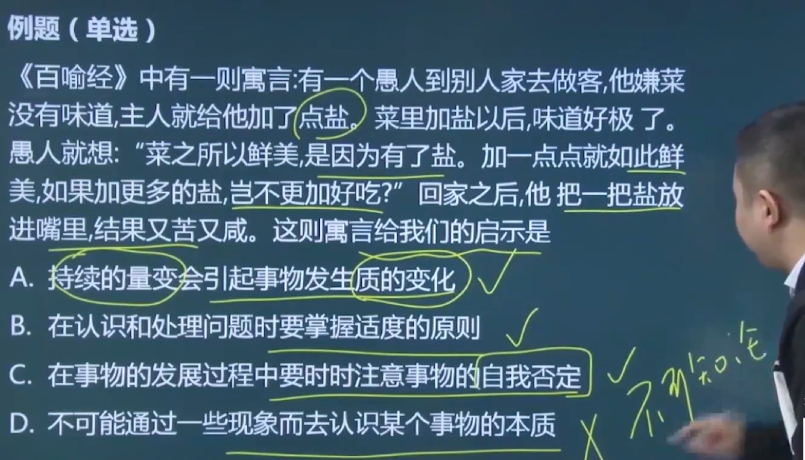 例题（单选）
《百喻经》中有一则寓言:有一个愚人到别人家去做客,他嫌菜
没有味道,主人就给他加了点盐。菜里加盐以后,味道好极 了。
愚人就想:“菜之所以鲜美,是因为有了盐。加一点点就如此鲜
美,如果加更多的盐,岂不更加好吃?” 回家之后,他 把一把盐放
进嘴里,结果又苦又咸。这则寓言给我们的启示是
A. 持续的量变会引起事物发生质的变化
B. 在认识和处理问题时要掌握适度的原则
C. 在事物的发展过程中要时时注意事物的自我否定
D. 不可能通过一些现象而去认识某个事物的本质
不可知论